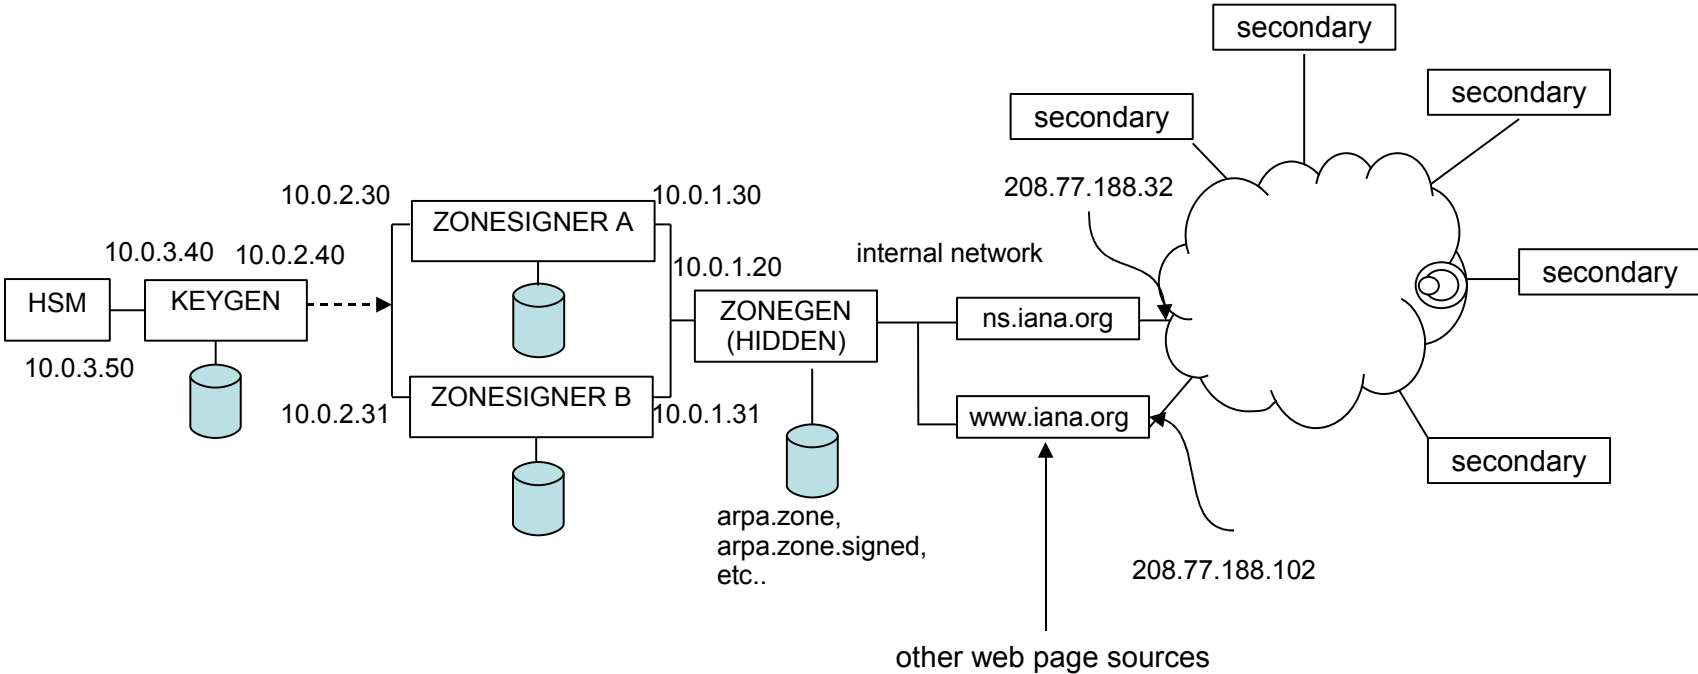 secondary
secondary
secondary
208.77.188.32
10.0.2.30
ZONESIGNER A
10.0.1.30
10.0.3.40
10.0.2.40
10.0.1.20
internal network
secondary
HSM
KEYGEN
ZONEGEN
(HIDDEN)
ns.iana.org
10.0.3.50
10.0.2.31
ZONESIGNER B
10.0.1.31
www.iana.org
secondary
arpa.zone,
arpa.zone.signed,
etc..
208.77.188.102
other web page sources